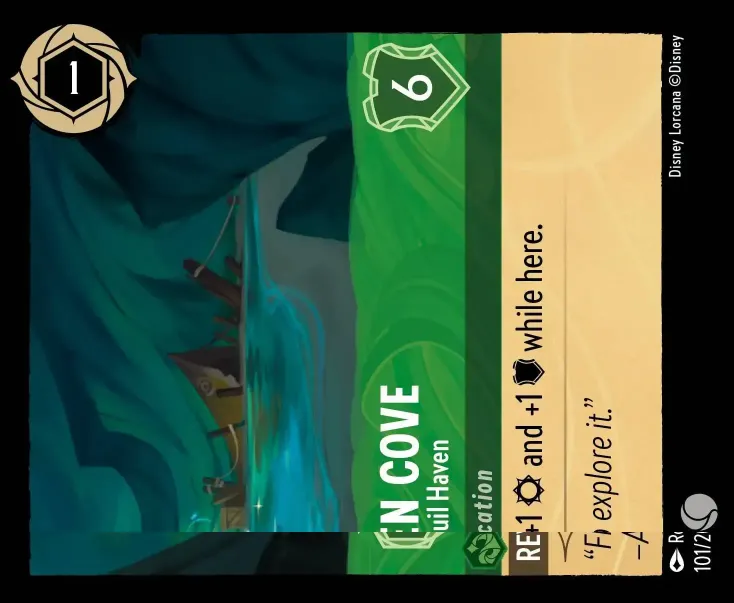 1
6
EN COVE
uil Haven
cation
RE
+1 and +1 while here.
explore it.”
–A
101/2
Disney Lorcana ©Disney